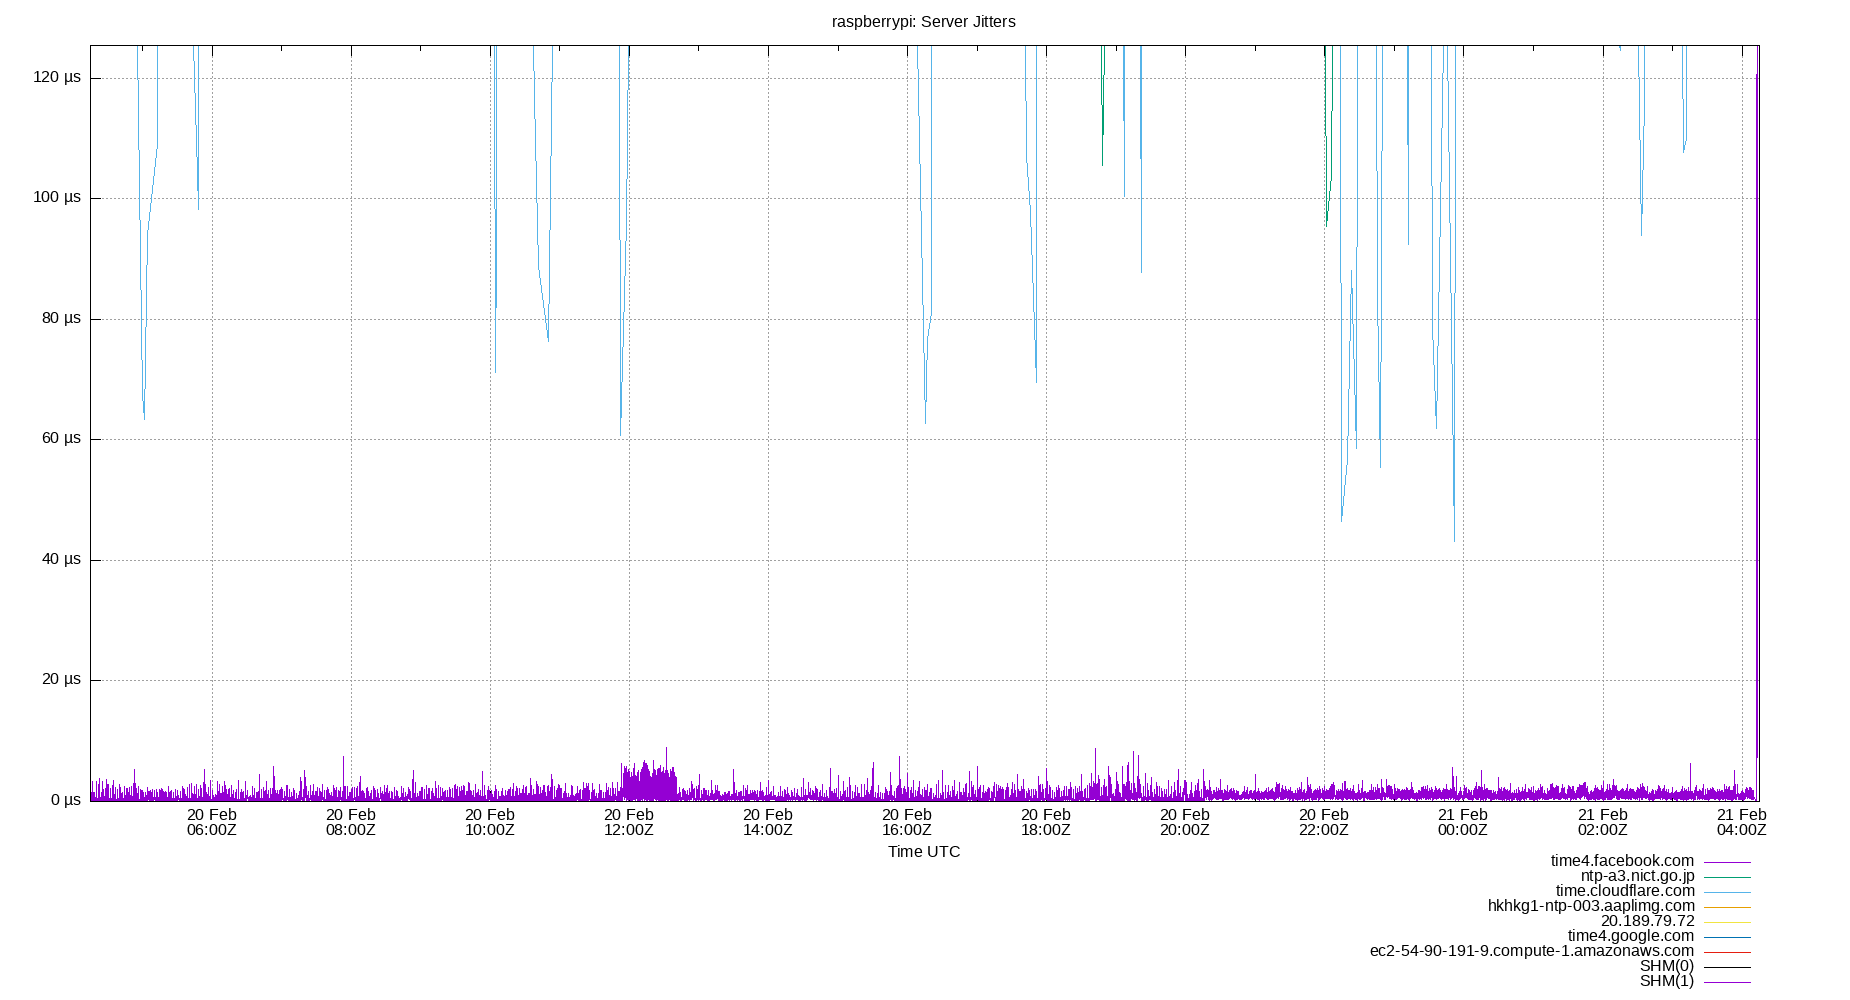 raspberrypi: Server Jitters
120 µs
100 µs
80 µs
60 µs
40 µs
20 µs
0 µs
20 Feb 20 Feb 20 Feb 20 Feb 20 Feb 20 Feb 20 Feb 20 Feb 20 Feb 21 Feb 21 Feb 21 Feb
06:00Z 08:00Z 10:00Z 12:00Z 14:00Z 16:00Z 18:00Z 20:00Z 22:00Z 00:00Z 02:00Z 04:00Z
Time UTC
time4.facebook.com
ntp-a3.nict.go.jp
time.cloudflare.com
hkhkg1-ntp-003.aaplimg.com
20.189.79.72
time4.google.com
ec2-54-90-191-9.compute-1.amazonaws.com
SHM(0)
SHM(1)